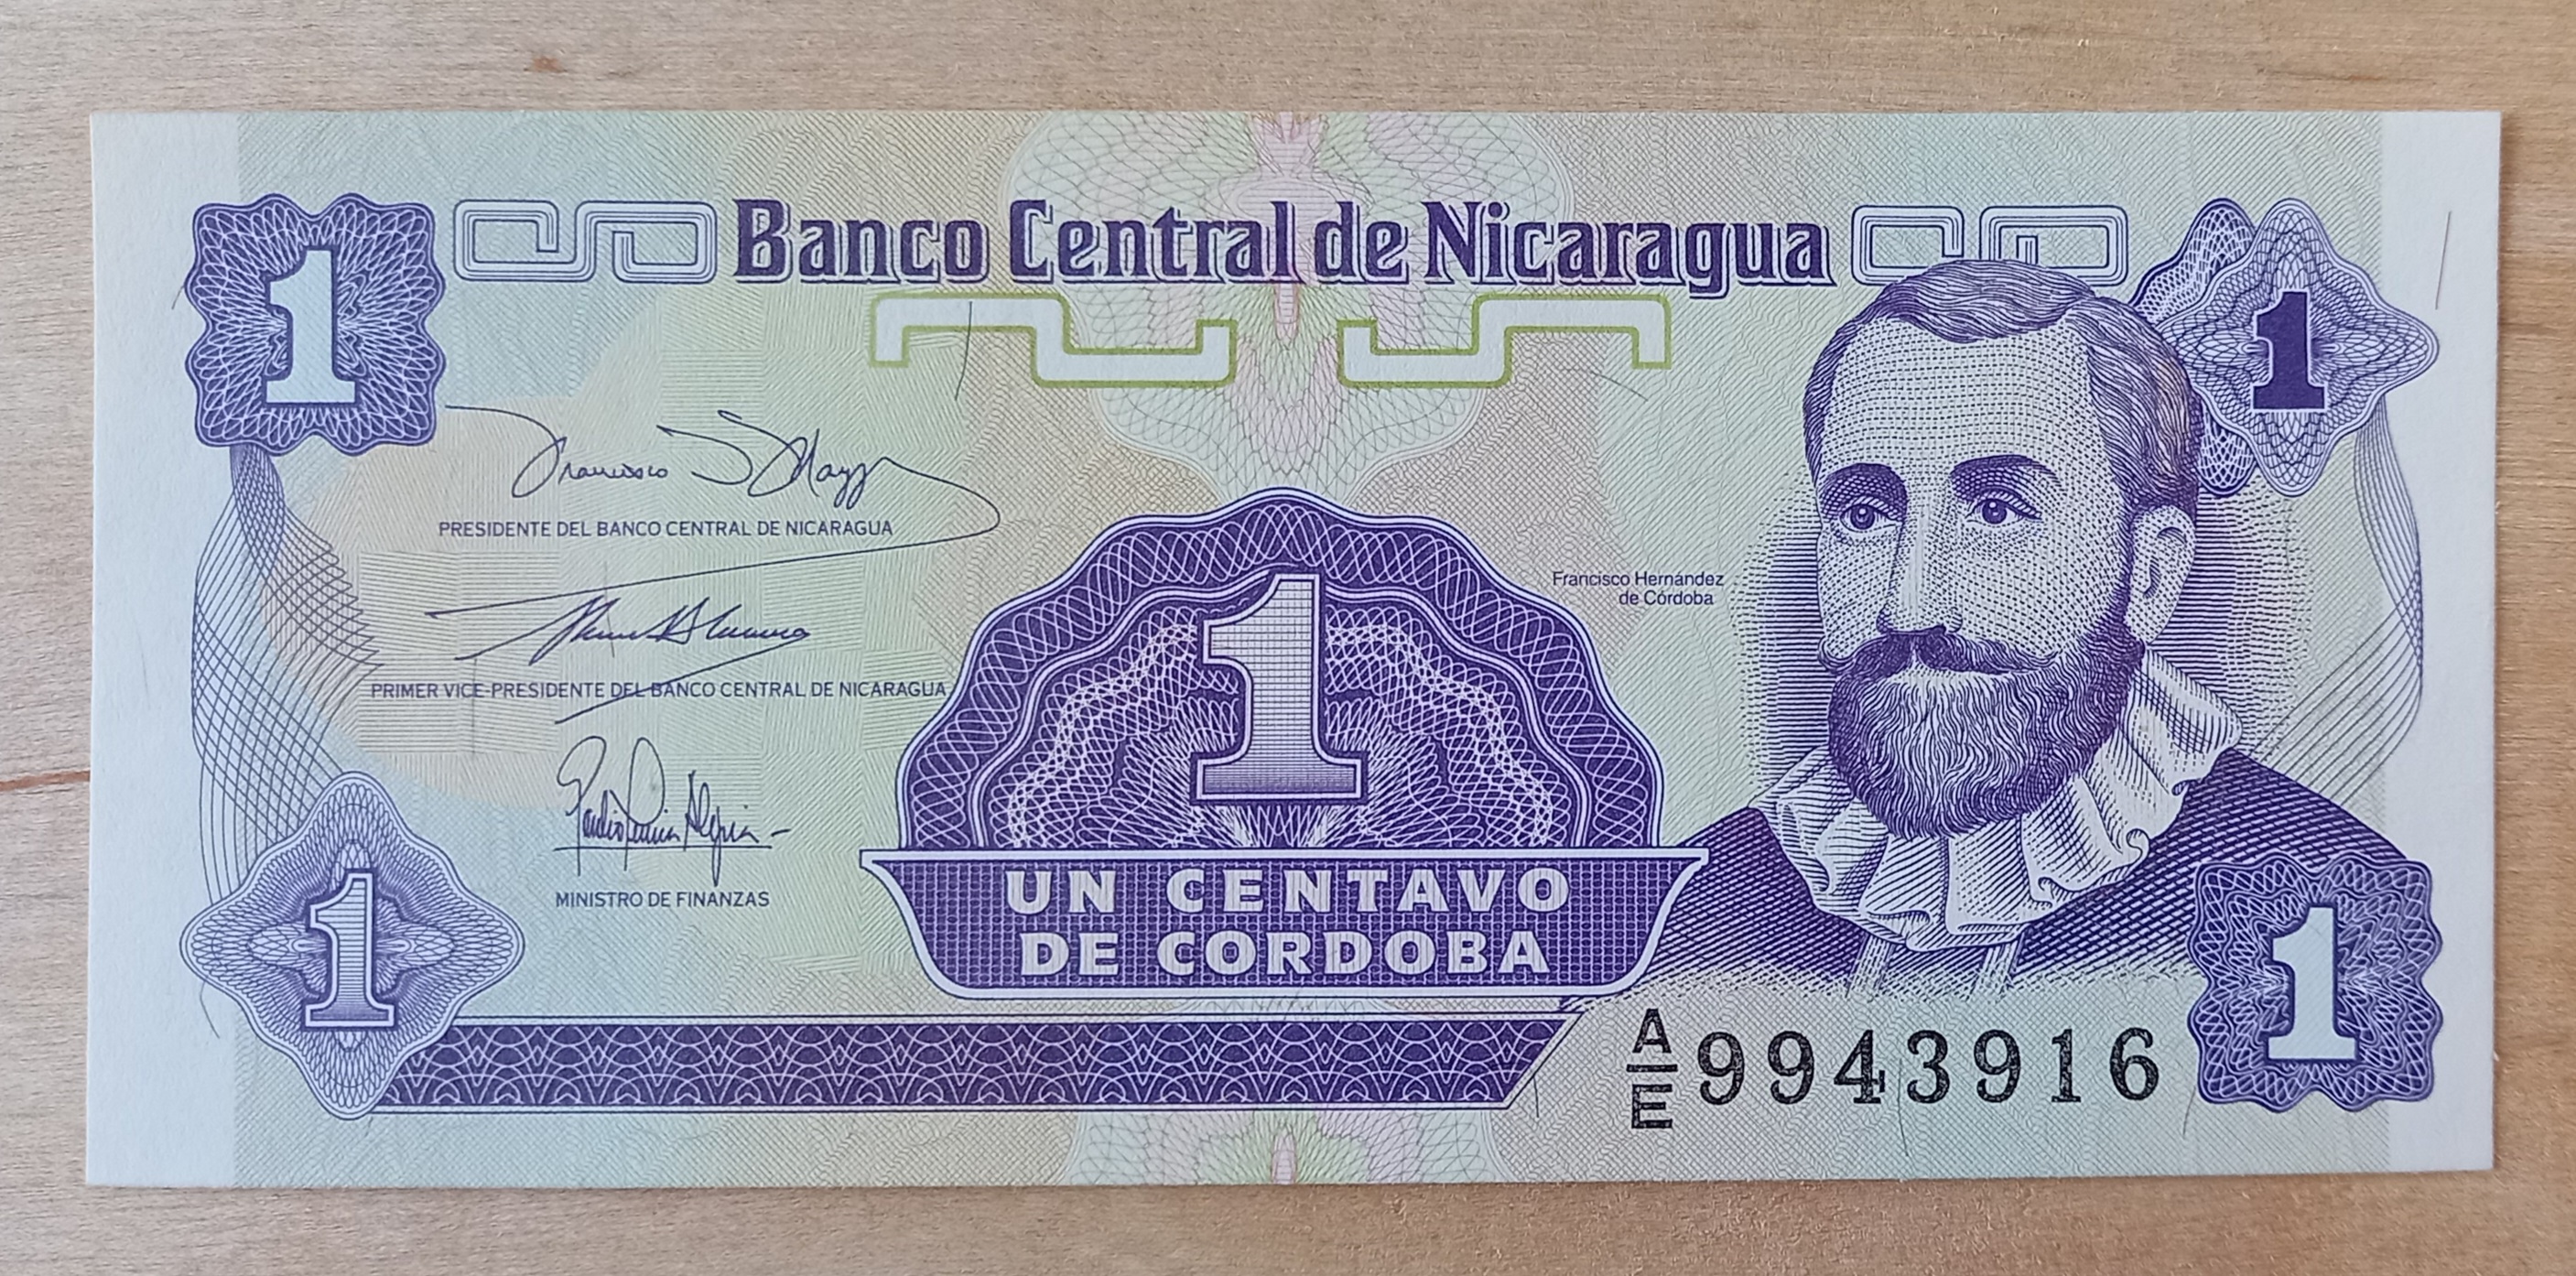 1
Banco Central de Nicaragua
1
PRESIDENTE DEL BANCO CENTRAL DE NICARAGUA
Francisco Hernández
de Córdoba
PRIMER VICE-PRESIDENTE DEL BANCO CENTRAL DE NICARAGUA
1
MINISTRO DE FINANZAS
UN CENTAVO
DE CORDOBA
1
1
A/E 9943916